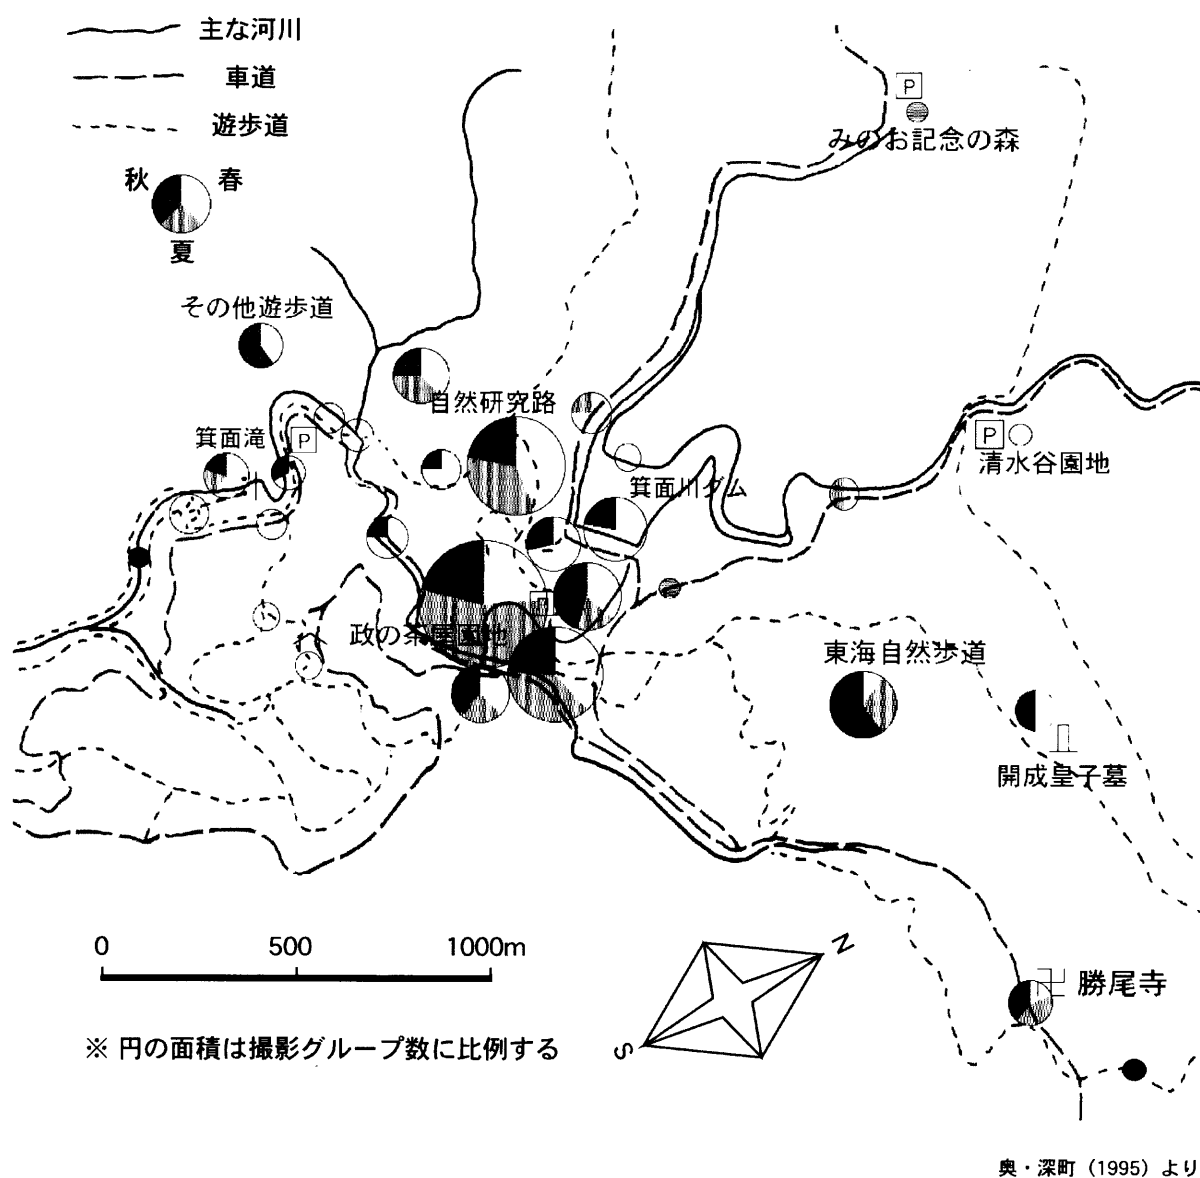 主な河川
車道
遊歩道
秋
春
夏
P
みのお記念の森
その他遊歩道
自然研究路
箕面滝
P
P
清水谷園地
箕面川ダム
政の茶屋園地
東海自然歩道
開成皇子墓
0 500 1000m
N
S
卍 勝尾寺
※ 円の面積は撮影グループ数に比例する
奥・深町（1995）より